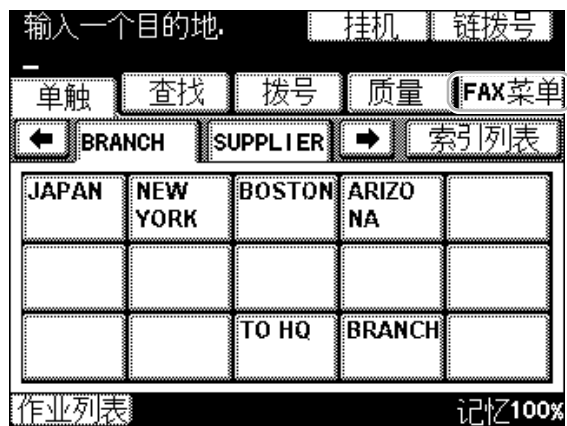 输入一个目的地. 挂机 链拨号
单触 查找 拨号 质量 FAX菜单
BRANCH SUPPLIER 索引列表
JAPAN NEW YORK BOSTON ARIZO NA
TO HQ BRANCH
作业列表 记忆100%